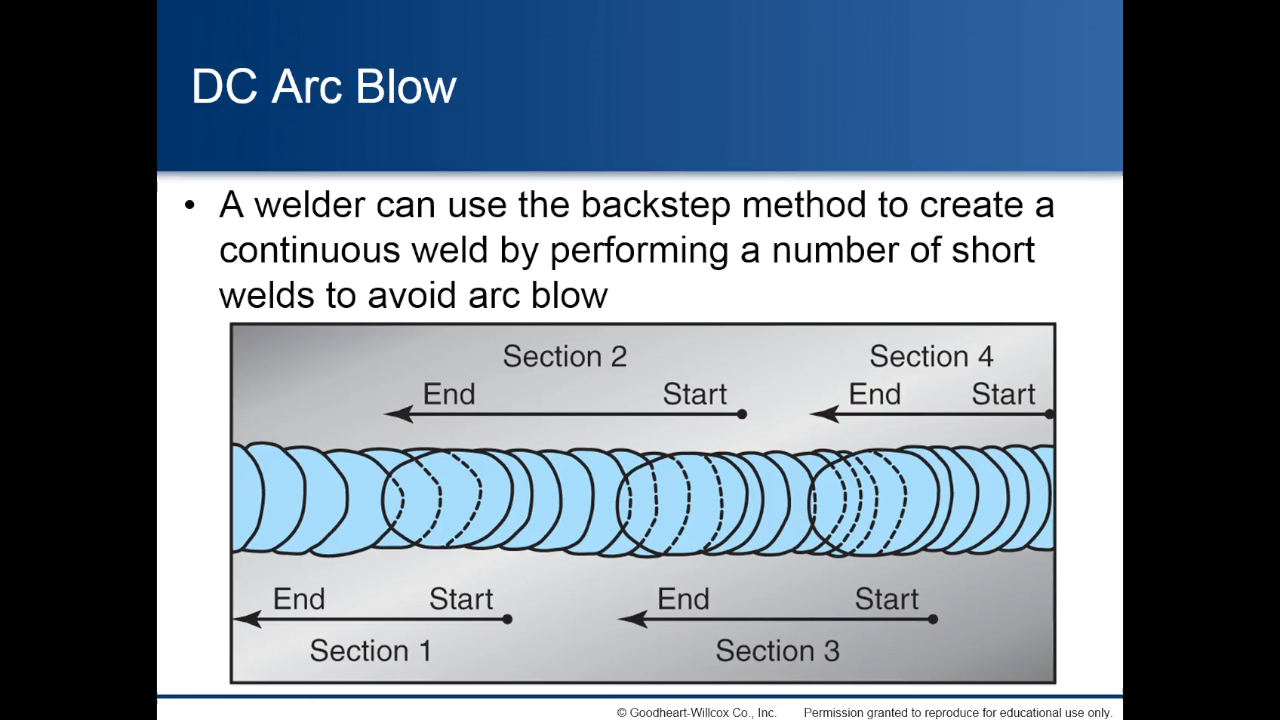 DC Arc Blow
• A welder can use the backstep method to create a
continuous weld by performing a number of short
welds to avoid arc blow
Section 2
Section 4
End
Start
End
Start
End
Start
End
Start
Section 1
Section 3
© Goodheart-Willcox Co., Inc. Permission granted to reproduce for educational use only.